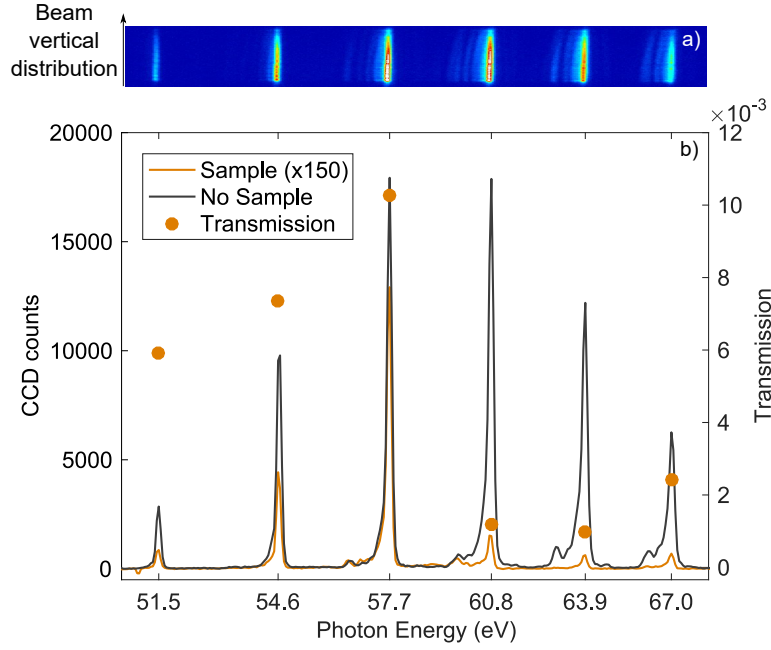 Beam
vertical
distribution
a)
×10⁻³
20000
15000
10000
5000
0
CCD counts
b)
Sample (x150)
No Sample
Transmission
12
10
8
6
4
2
0
Transmission
51.5 54.6 57.7 60.8 63.9 67.0
Photon Energy (eV)